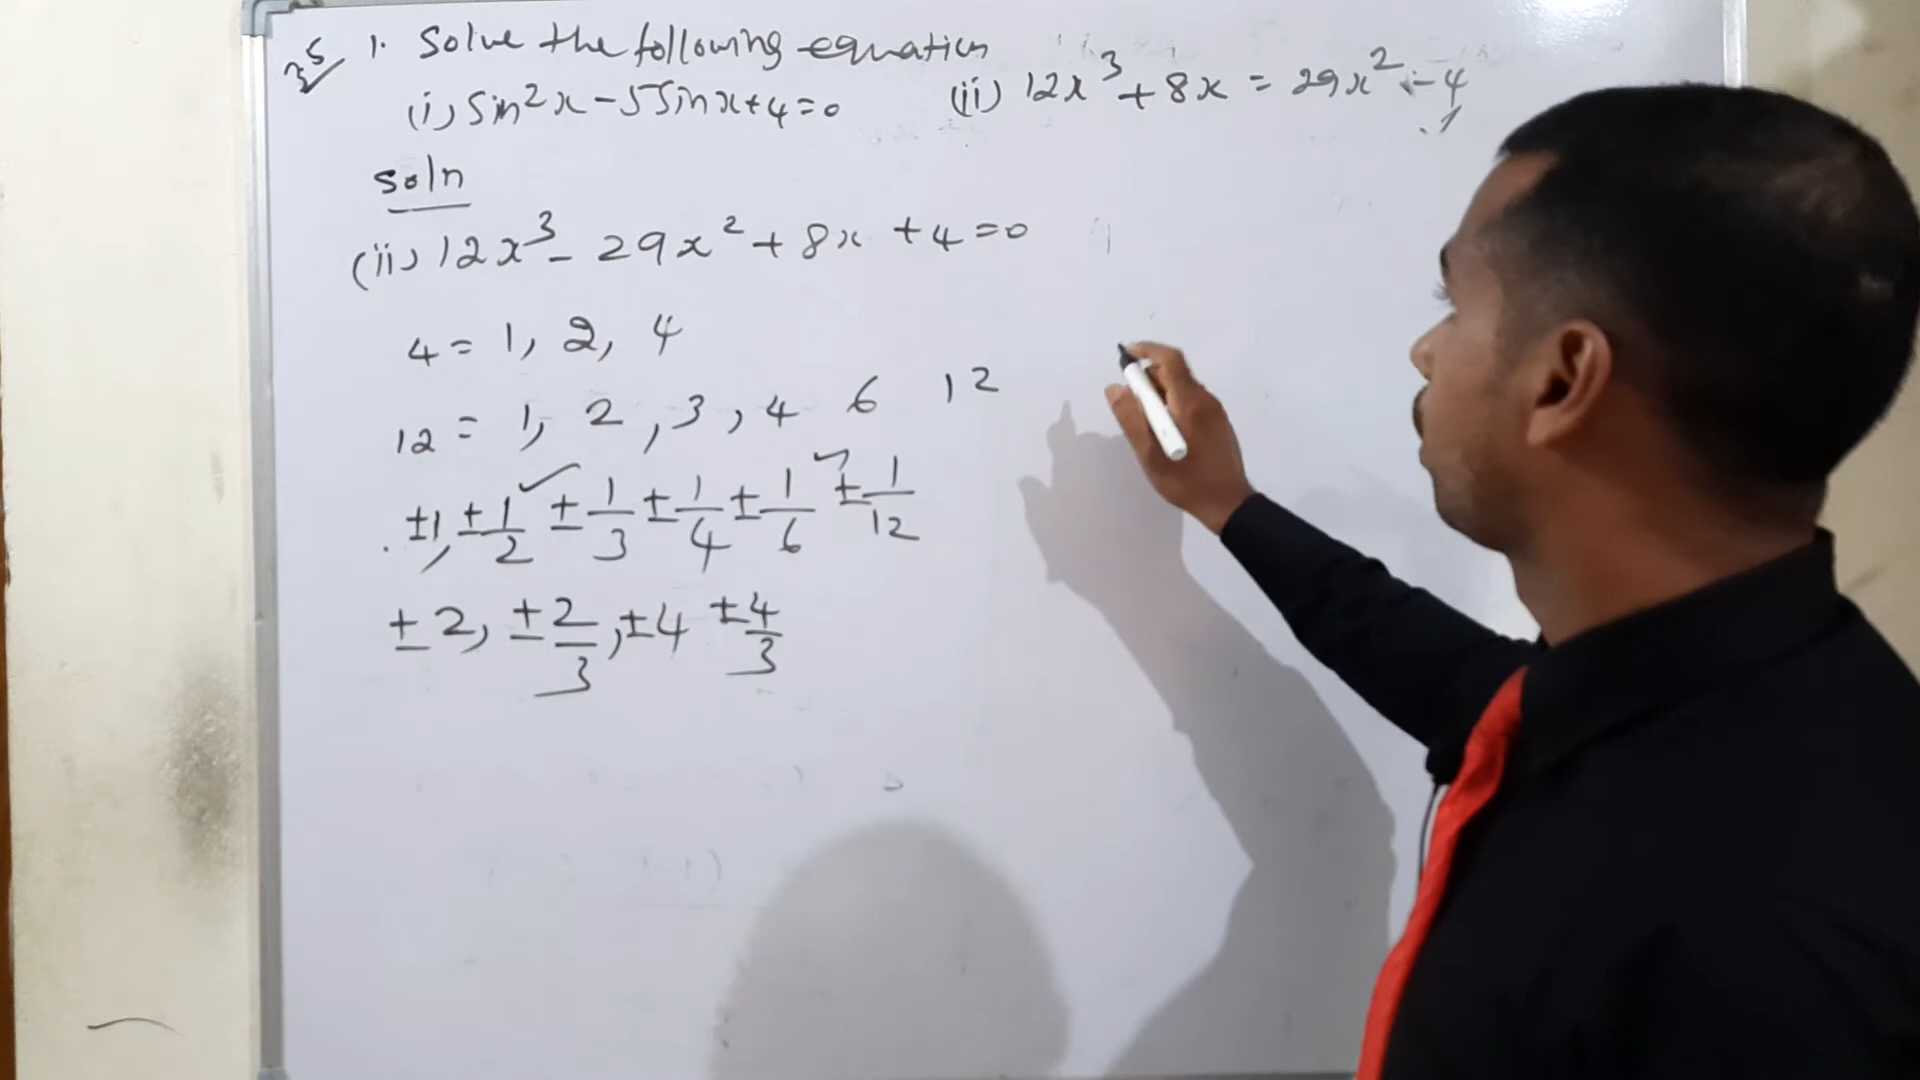 3.5 1. Solve the following equation
(i) Sin²x - 5Sinx + 4 = 0 (ii) 12x³ + 8x = 29x² - 4
Soln
(ii) 12x³ - 29x² + 8x + 4 = 0
4 = 1, 2, 4
12 = 1, 2, 3, 4 6 12
±1, ±1/2 ✓ ±1/3 ±1/4 ±1/6 ✓ ±1/12
±2, ±2/3, ±4 ±4/3